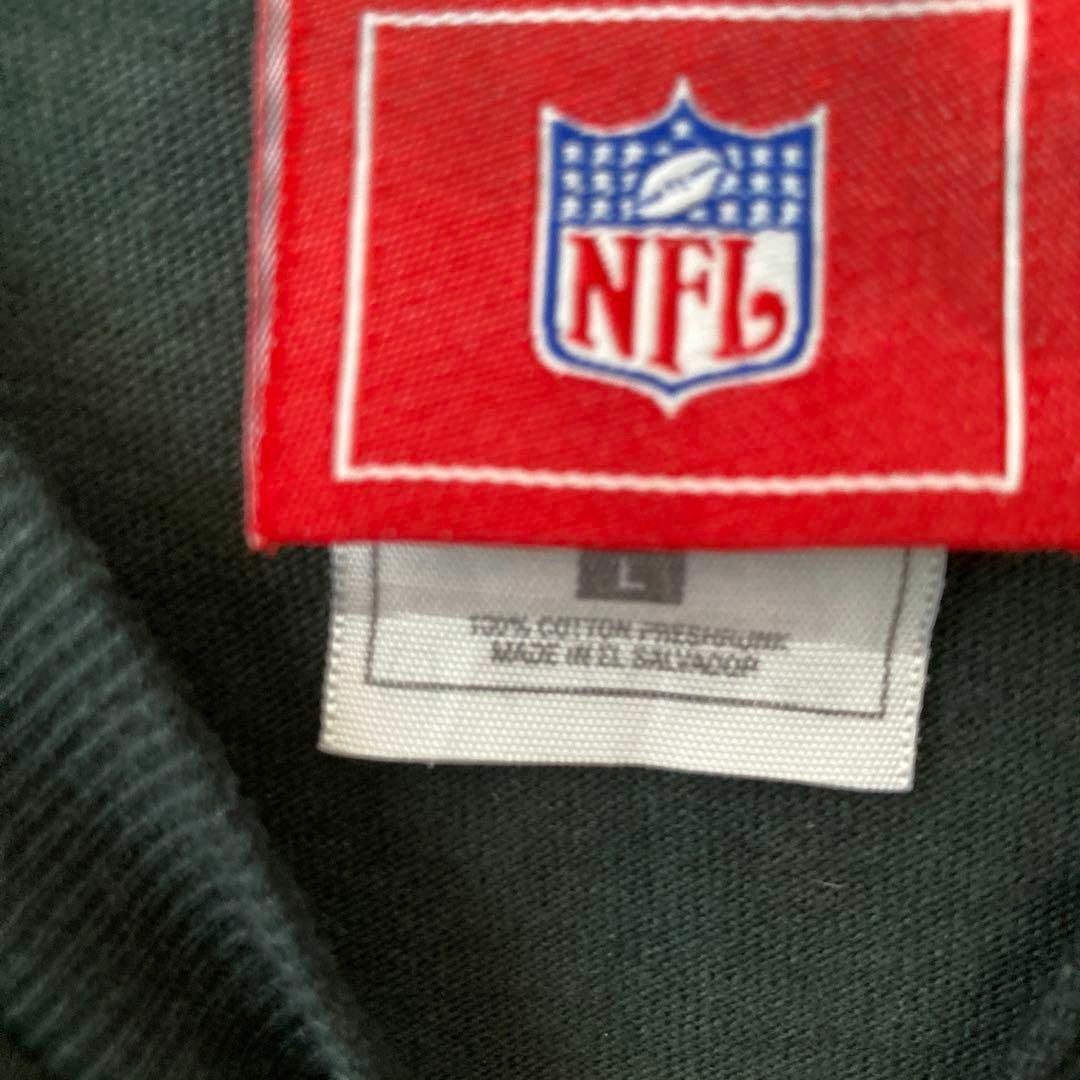 NFL
L
100% COTTON PRESHRUNK
MADE IN EL SALVADOR